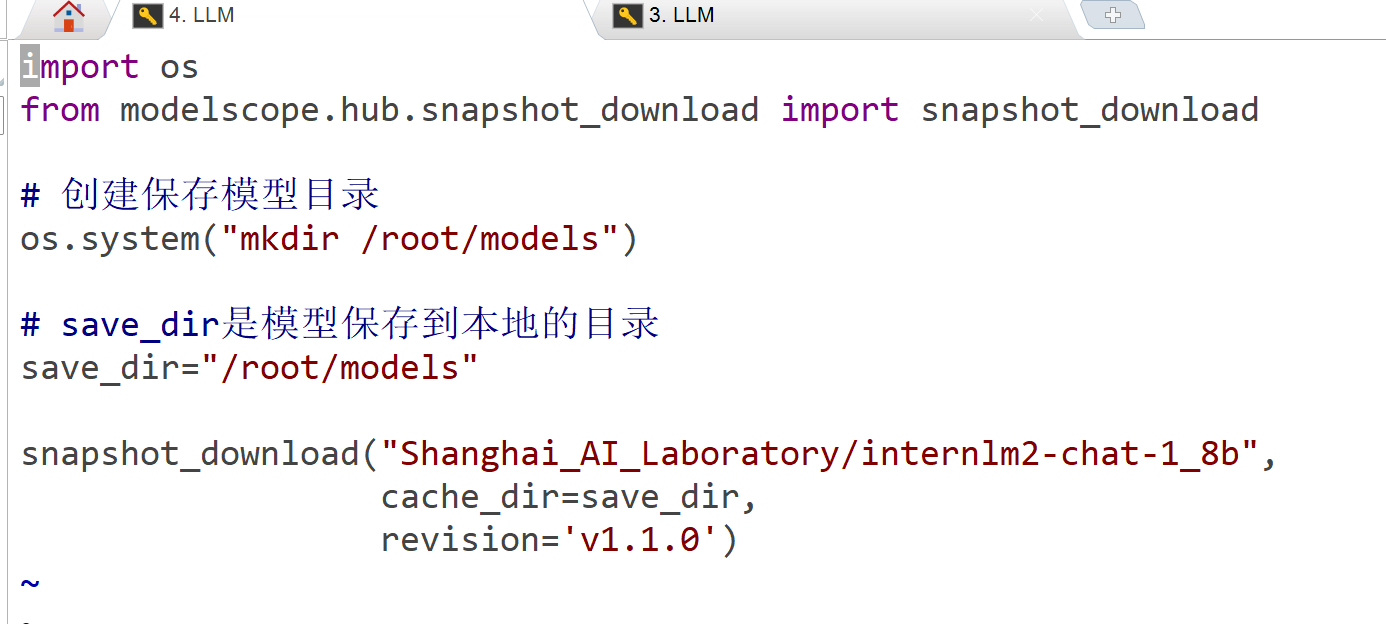 4. LLM
3. LLM
import os
from modelscope.hub.snapshot_download import snapshot_download
# 创建保存模型目录
os.system("mkdir /root/models")
# save_dir是模型保存到本地的目录
save_dir="/root/models"
snapshot_download("Shanghai_AI_Laboratory/internlm2-chat-1_8b",
cache_dir=save_dir,
revision='v1.1.0')
~